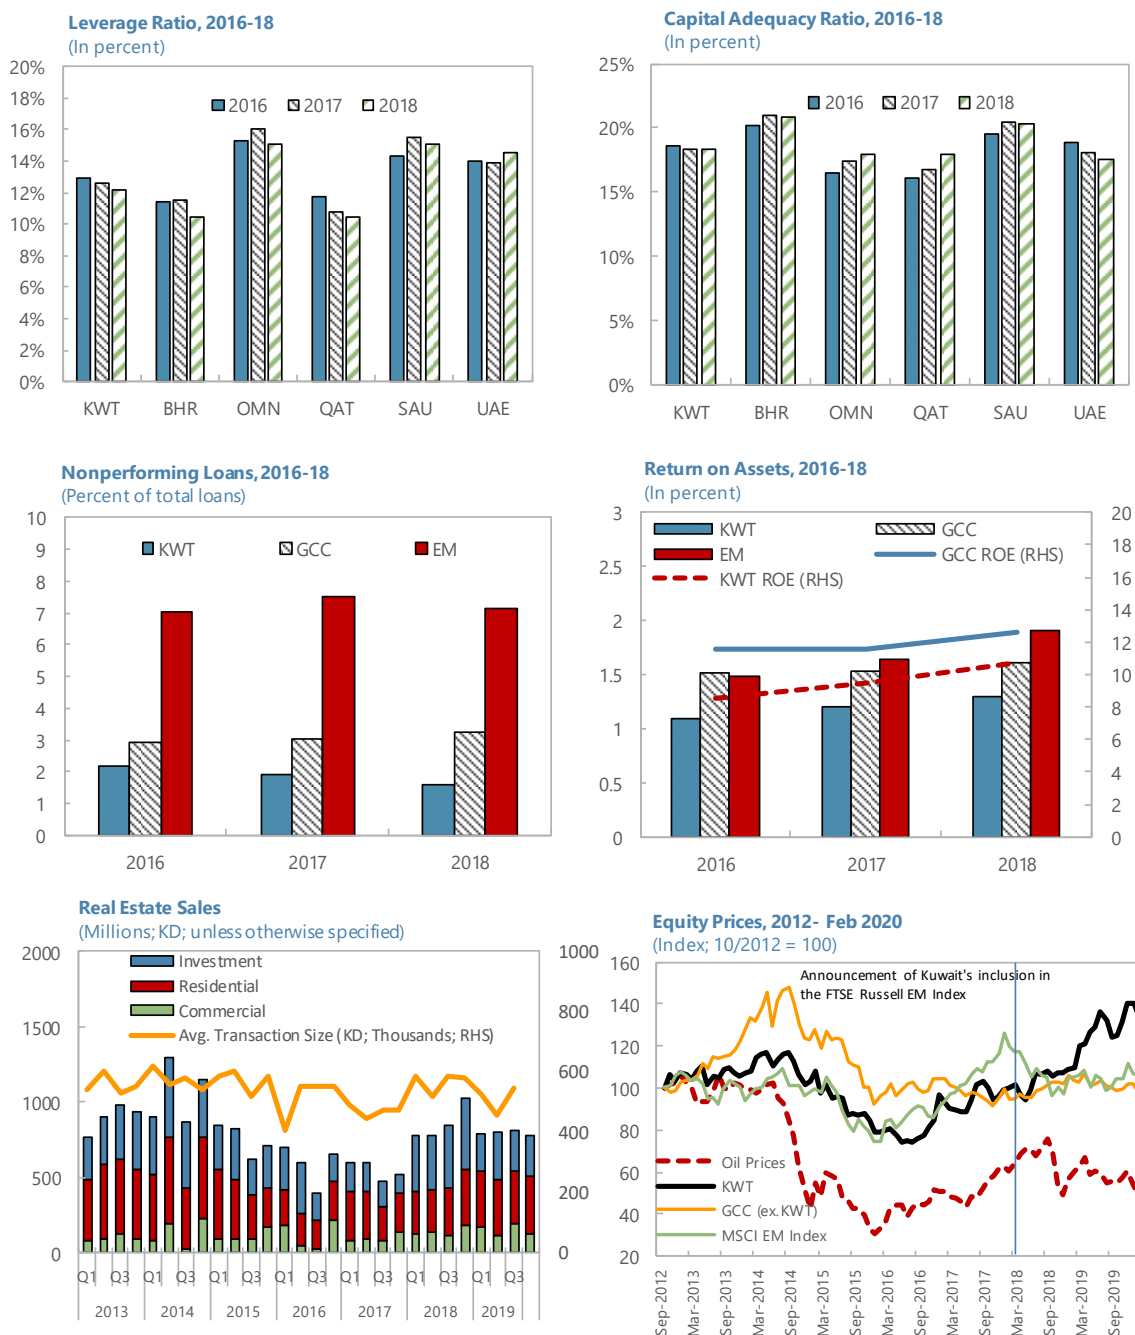 Leverage Ratio, 2016-18
(In percent)
20%
18%
16%
14%
12%
10%
8%
6%
4%
2%
0%
2016 2017 2018
KWT BHR OMN QAT SAU UAE
Capital Adequacy Ratio, 2016-18
(In percent)
25%
20%
15%
10%
5%
0%
2016 2017 2018
KWT BHR OMN QAT SAU UAE
Nonperforming Loans, 2016-18
(Percent of total loans)
10
9
8
7
6
5
4
3
2
1
0
KWT GCC EM
2016 2017 2018
Return on Assets, 2016-18
(In percent)
3
2.5
2
1.5
1
0.5
0
KWT GCC
EM GCC ROE (RHS)
KWT ROE (RHS)
20
18
16
14
12
10
8
6
4
2
0
2016 2017 2018
Real Estate Sales
(Millions; KD; unless otherwise specified)
2000
1500
1000
500
0
Investment
Residential
Commercial
Avg. Transaction Size (KD; Thousands; RHS)
1000
800
600
400
200
0
Q1 Q3 Q1 Q3 Q1 Q3 Q1 Q3 Q1 Q3 Q1 Q3 Q1 Q3
2013 2014 2015 2016 2017 2018 2019
Equity Prices, 2012- Feb 2020
(Index; 10/2012 = 100)
160
140
120
100
80
60
40
20
Announcement of Kuwait's inclusion in
the FTSE Russell EM Index
Oil Prices
KWT
GCC (ex.KWT)
MSCI EM Index
Sep-2012
Mar-2013
Sep-2013
Mar-2014
Sep-2014
Mar-2015
Sep-2015
Mar-2016
Sep-2016
Mar-2017
Sep-2017
Mar-2018
Sep-2018
Mar-2019
Sep-2019